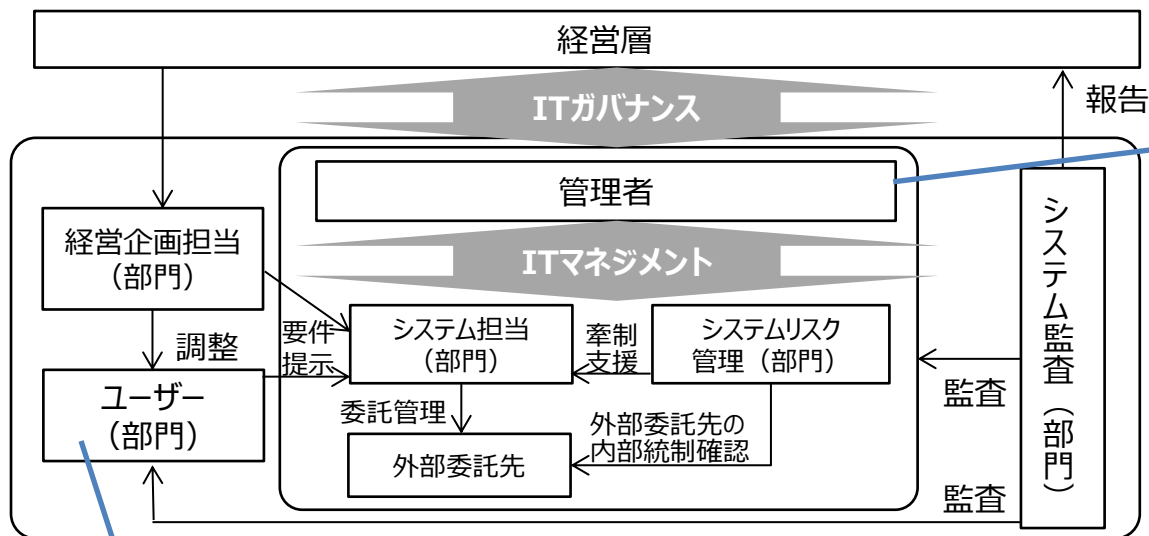 経営層
ITガバナンス
報告
管理者
経営企画担当
（部門）
ITマネジメント
システム監査（部門）
調整
要件
提示
システム担当
（部門）
牽制
支援
システムリスク
管理（部門）
監査
ユーザー
（部門）
委託管理
外部委託先の
内部統制確認
外部委託先
監査